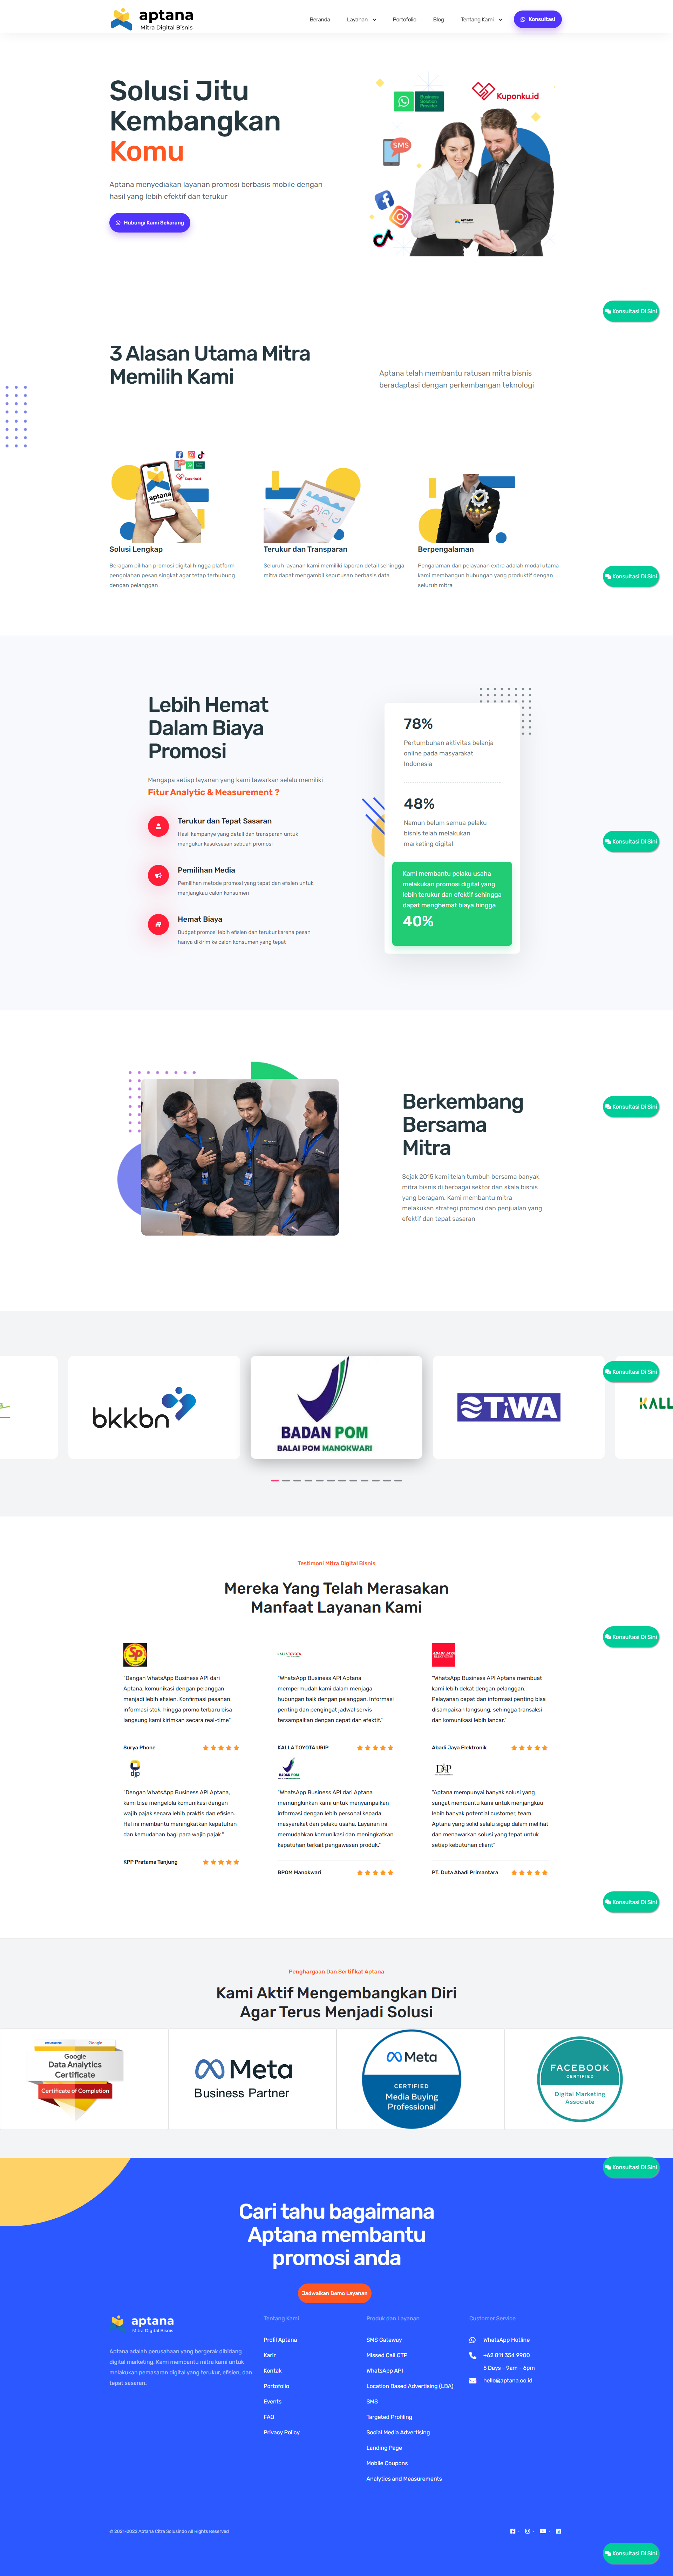 aptana
Mitra Digital Bisnis
Beranda
Layanan
Portofolio
Blog
Tentang Kami
Konsultasi
Solusi Jitu
Kembangkan
Komu
Aptana menyediakan layanan promosi berbasis mobile dengan
hasil yang lebih efektif dan terukur
Hubungi Kami Sekarang
Business
Solution
Provider
Kuponku.id
SMS
aptana
Konsultasi Di Sini
3 Alasan Utama Mitra
Memilih Kami
Aptana telah membantu ratusan mitra bisnis
beradaptasi dengan perkembangan teknologi
aptana
Solusi Lengkap
Beragam pilihan promosi digital hingga platform
pengolahan pesan singkat agar tetap terhubung
dengan pelanggan
Terukur dan Transparan
Seluruh layanan kami memiliki laporan detail sehingga
mitra dapat mengambil keputusan berbasis data
Berpengalaman
Pengalaman dan pelayanan extra adalah modal utama
kami membangun hubungan yang produktif dengan
seluruh mitra
Konsultasi Di Sini
Lebih Hemat
Dalam Biaya
Promosi
Mengapa setiap layanan yang kami tawarkan selalu memiliki
Fitur Analytic & Measurement ?
Terukur dan Tepat Sasaran
Hasil kampanye yang detail dan transparan untuk
mengukur kesuksesan sebuah promosi
Pemilihan Media
Pemilihan metode promosi yang tepat dan efisien untuk
menjangkau calon konsumen
Hemat Biaya
Budget promosi lebih efisien dan terukur karena pesan
hanya dikirim ke calon konsumen yang tepat
78%
Pertumbuhan aktivitas belanja
online pada masyarakat
Indonesia
48%
Namun belum semua pelaku
bisnis telah melakukan
marketing digital
Kami membantu pelaku usaha
melakukan promosi digital yang
lebih terukur dan efektif sehingga
dapat menghemat biaya hingga
40%
Konsultasi Di Sini
Berkembang
Bersama
Mitra
Sejak 2015 kami telah tumbuh bersama banyak
mitra bisnis di berbagai sektor dan skala bisnis
yang beragam. Kami membantu mitra
melakukan strategi promosi dan penjualan yang
efektif dan tepat sasaran
Konsultasi Di Sini
bkkbn
BADAN POM
BALAI POM MANOKWARI
TIWA
KALL
Konsultasi Di Sini
Testimoni Mitra Digital Bisnis
Mereka Yang Telah Merasakan
Manfaat Layanan Kami
Konsultasi Di Sini
"Dengan WhatsApp Business API dari
Aptana, komunikasi dengan pelanggan
menjadi lebih efisien. Konfirmasi pesanan,
informasi stok, hingga promo terbaru bisa
langsung kami kirimkan secara real-time"
Surya Phone
KALLA TOYOTA
"WhatsApp Business API Aptana
mempermudah kami dalam menjaga
hubungan baik dengan pelanggan. Informasi
penting dan pengingat jadwal servis
tersampaikan dengan cepat dan efektif."
KALLA TOYOTA URIP
ABADI JAYA
"WhatsApp Business API Aptana membuat
kami lebih dekat dengan pelanggan.
Pelayanan cepat dan informasi penting bisa
disampaikan langsung, sehingga transaksi
dan komunikasi lebih lancar."
Abadi Jaya Elektronik
djp
"Dengan WhatsApp Business API Aptana,
kami bisa mengelola komunikasi dengan
wajib pajak secara lebih praktis dan efisien.
Hal ini membantu meningkatkan kepatuhan
dan kemudahan bagi para wajib pajak."
KPP Pratama Tanjung
BADAN POM
"WhatsApp Business API dari Aptana
memungkinkan kami untuk menyampaikan
informasi dengan lebih personal kepada
masyarakat dan pelaku usaha. Layanan ini
memudahkan komunikasi dan meningkatkan
kepatuhan terkait pengawasan produk."
BPOM Manokwari
"Aptana mempunyai banyak solusi yang
sangat membantu kami untuk menjangkau
lebih banyak potential customer, team
Aptana yang solid selalu sigap dalam melihat
dan menawarkan solusi yang tepat untuk
setiap kebutuhan client"
PT. Duta Abadi Primantara
Konsultasi Di Sini
Penghargaan Dan Sertifikat Aptana
Kami Aktif Mengembangkan Diri
Agar Terus Menjadi Solusi
Google
Google
Data Analytics
Certificate
Certificate of Completion
Meta
Business Partner
Meta
CERTIFIED
Media Buying
Professional
FACEBOOK
CERTIFIED
Digital Marketing
Associate
Konsultasi Di Sini
Cari tahu bagaimana
Aptana membantu
promosi anda
Jadwalkan Demo Layanan
aptana
Mitra Digital Bisnis
Aptana adalah perusahaan yang bergerak dibidang
digital marketing. Kami membantu mitra kami untuk
melakukan pemasaran digital yang terukur, efisien, dan
tepat sasaran.
Tentang Kami
Profil Aptana
Karir
Kontak
Portofolio
Events
FAQ
Privacy Policy
Produk dan Layanan
SMS Gateway
Missed Call OTP
WhatsApp API
Location Based Advertising (LBA)
SMS
Targeted Profiling
Social Media Advertising
Landing Page
Mobile Coupons
Analytics and Measurements
Customer Service
WhatsApp Hotline
+62 811 354 9900
5 Days - 9am - 6pm
hello@aptana.co.id
© 2021-2022 Aptana Citra Solusindo All Rights Reserved
Konsultasi Di Sini